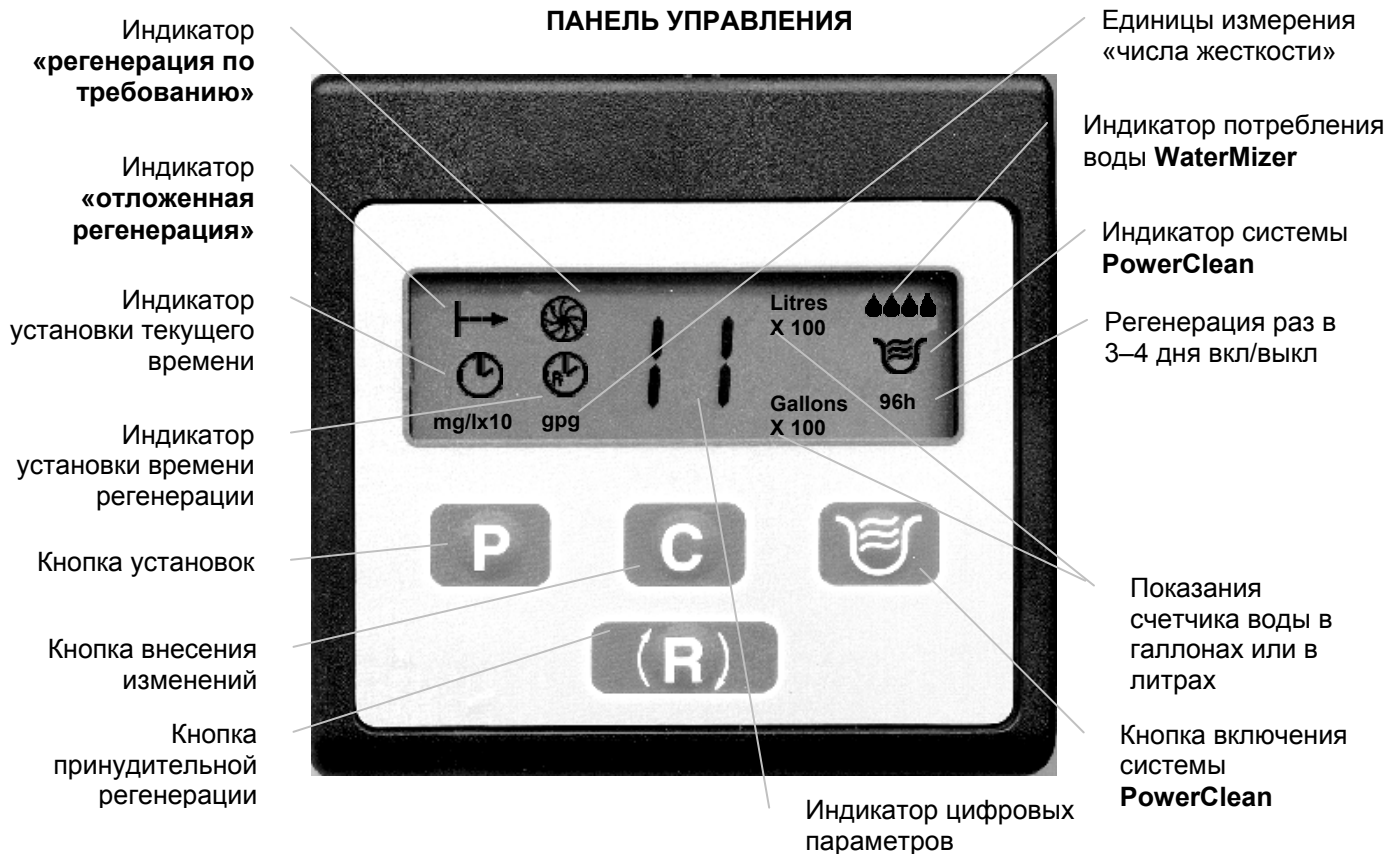 ПАНЕЛЬ УПРАВЛЕНИЯ
Индикатор
«регенерация по
требованию»
Индикатор
«отложенная
регенерация»
Индикатор
установки текущего
времени
Индикатор
установки времени
регенерации
Кнопка установок
Кнопка внесения
изменений
Кнопка
принудительной
регенерации
Litres
X 100
R
11
mg/lx10
gpg
Gallons
X 100
96h
P
C
(R)
Единицы измерения
«числа жесткости»
Индикатор потребления
воды WaterMizer
Индикатор системы
PowerClean
Регенерация раз в
3–4 дня вкл/выкл
Показания
счетчика воды в
галлонах или в
литрах
Кнопка включения
системы
PowerClean
Индикатор цифровых
параметров